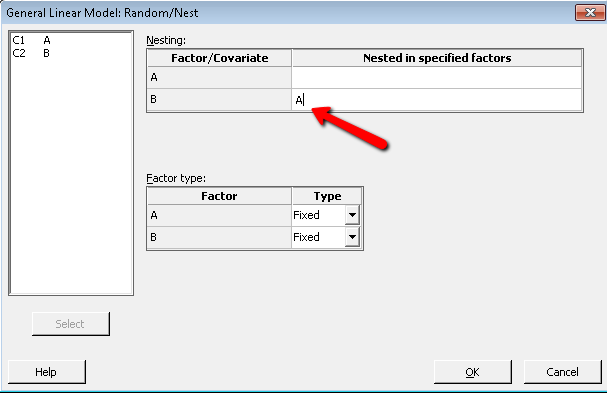 General Linear Model: Random/Nest
C1 A
C2 B
Nesting:
Factor/Covariate Nested in specified factors
A
B A
Factor type:
Factor Type
A Fixed
B Fixed
Select
Help OK Cancel